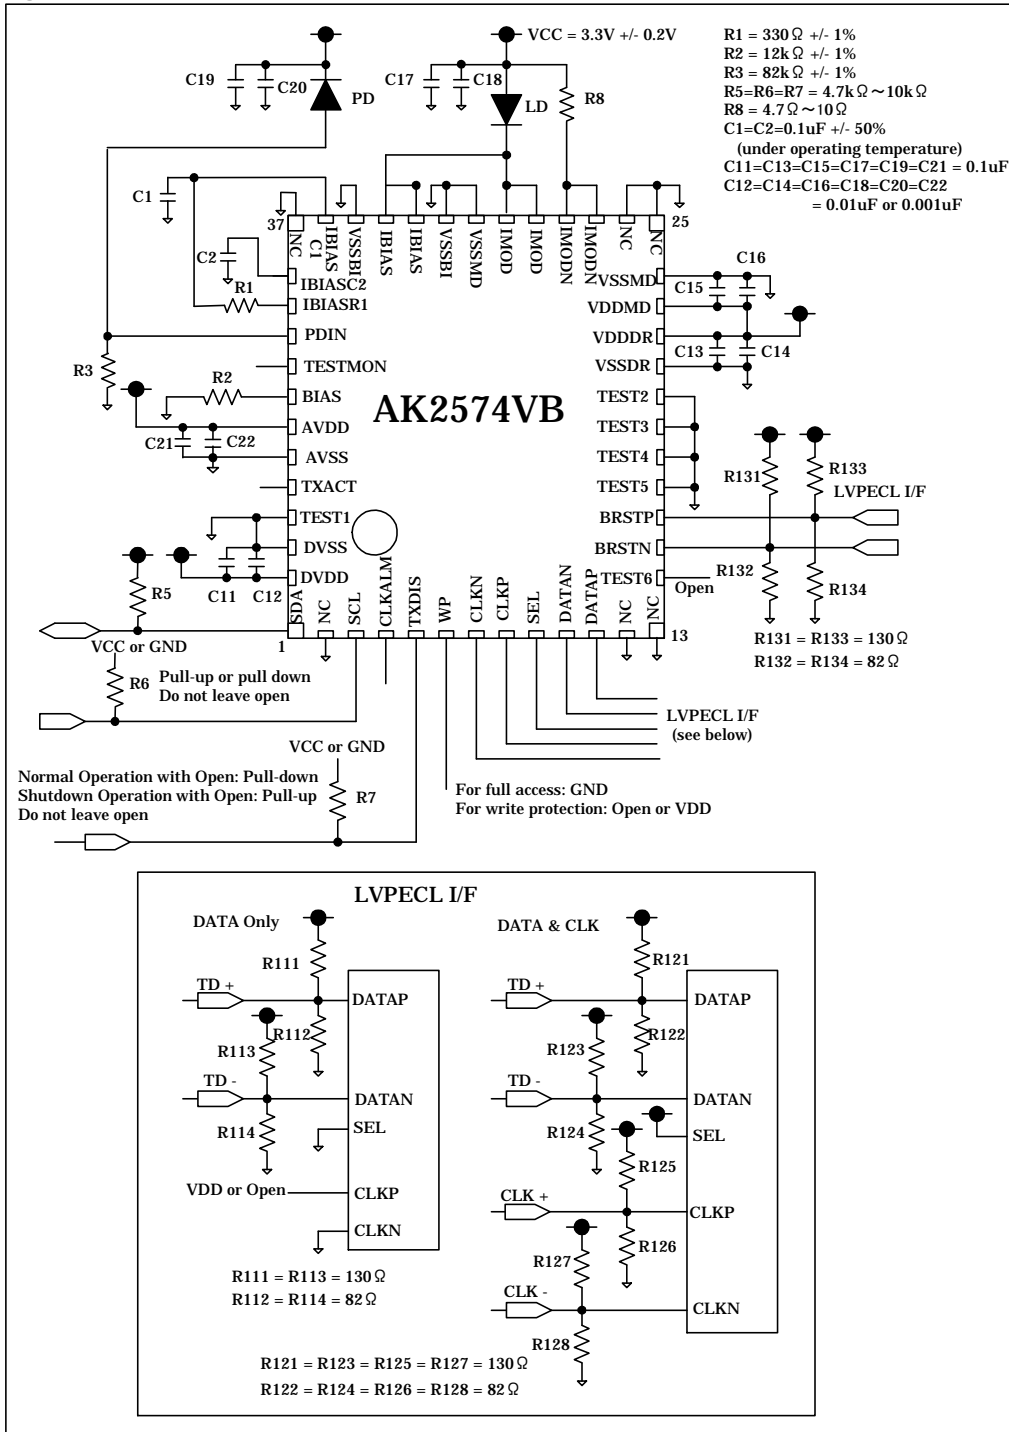 VCC = 3.3V +/- 0.2V
R1 = 330Ω +/- 1%
R2 = 12kΩ +/- 1%
R3 = 82kΩ +/- 1%
R5=R6=R7 = 4.7kΩ～10kΩ
R8 = 4.7Ω～10Ω
C1=C2=0.1uF +/- 50%
(under operating temperature)
C11=C13=C15=C17=C19=C21 = 0.1uF
C12=C14=C16=C18=C20=C22
= 0.01uF or 0.001uF
C19
C20
PD
C17
C18
LD
R8
C1
37
25
NC
IBIAS
C1
VSSBI
IBIAS
IBIAS
VSSBI
VSSMD
IMOD
IMOD
IMODN
IMODN
NC
NC
C2
IBIASC2
R1
IBIASR1
PDIN
R3
TESTMON
R2
BIAS
AVDD
C21
C22
AVSS
TXACT
TEST1
DVSS
DVDD
C11
C12
R5
AK2574VB
VSSMD
C16
C15
VDDMD
VDDDR
C13
C14
VSSDR
TEST2
TEST3
TEST4
TEST5
R131
R133
LVPECL I/F
BRSTP
BRSTN
R132
R134
TEST6
Open
R131 = R133 = 130Ω
R132 = R134 = 82Ω
SDA
NC
SCL
CLKALM
TXDIS
WP
CLKN
CLKP
SEL
DATAN
DATAP
NC
NC
1
13
VCC or GND
R6
Pull-up or pull down
Do not leave open
LVPECL I/F
(see below)
VCC or GND
Normal Operation with Open: Pull-down
Shutdown Operation with Open: Pull-up
Do not leave open
R7
For full access: GND
For write protection: Open or VDD
LVPECL I/F
DATA Only
R111
TD +
DATAP
R112
R113
TD -
DATAN
R114
SEL
VDD or Open
CLKP
CLKN
R111 = R113 = 130Ω
R112 = R114 = 82Ω
DATA & CLK
R121
TD +
DATAP
R122
R123
TD -
DATAN
R124
SEL
R125
CLK +
CLKP
R126
R127
CLK -
CLKN
R128
R121 = R123 = R125 = R127 = 130Ω
R122 = R124 = R126 = R128 = 82Ω